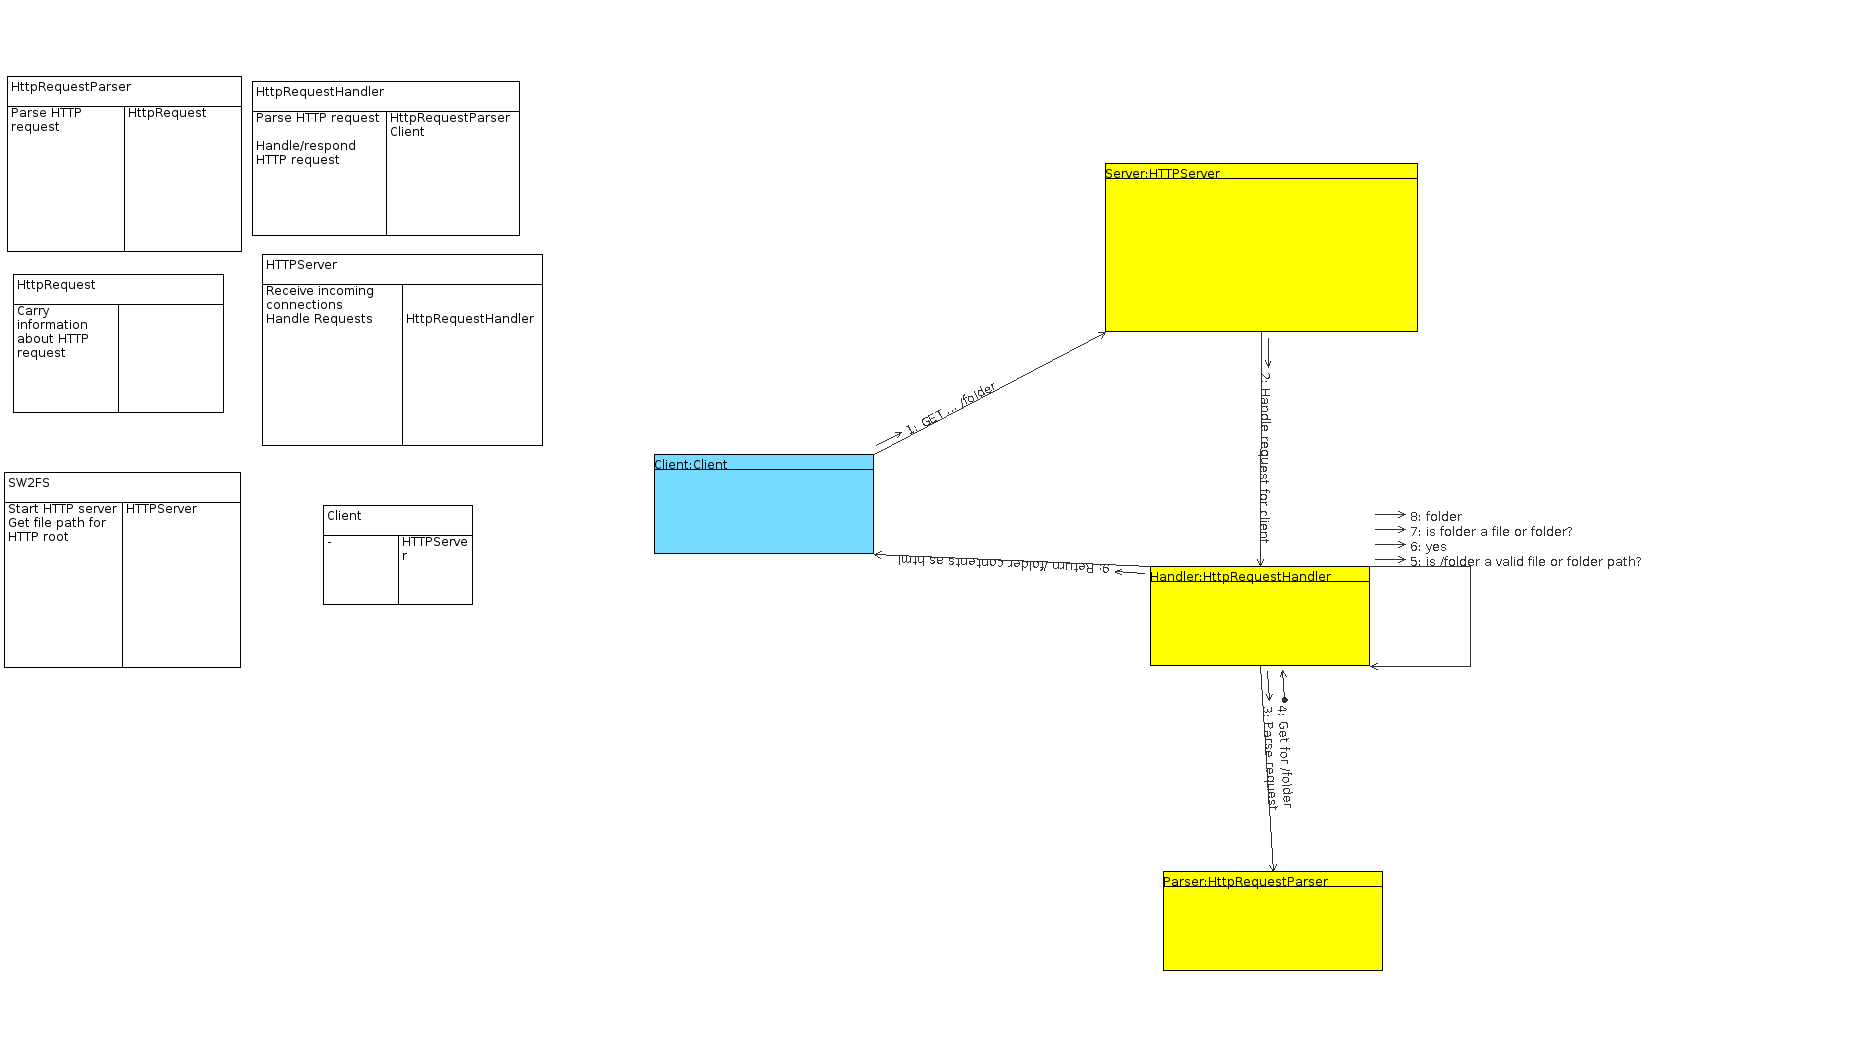 HttpRequestParser
Parse HTTP
request
HttpRequest
HttpRequestHandler
Parse HTTP request
Handle/respond
HTTP request
HttpRequestParser
Client
HttpRequest
Carry
information
about HTTP
request
HTTPServer
Receive incoming
connections
Handle Requests
HttpRequestHandler
SW2FS
Start HTTP server
Get file path for
HTTP root
HTTPServer
Client
-
HTTPServe
r
Server:HTTPServer
1: GET ... /folder
2: Handle request for client
Client:Client
8: folder
7: is folder a file or folder?
6: yes
5: is /folder a valid file or folder path?
9: Return /folder contents as html
Handler:HttpRequestHandler
3: Parse request
4: Get for /folder
Parser:HttpRequestParser